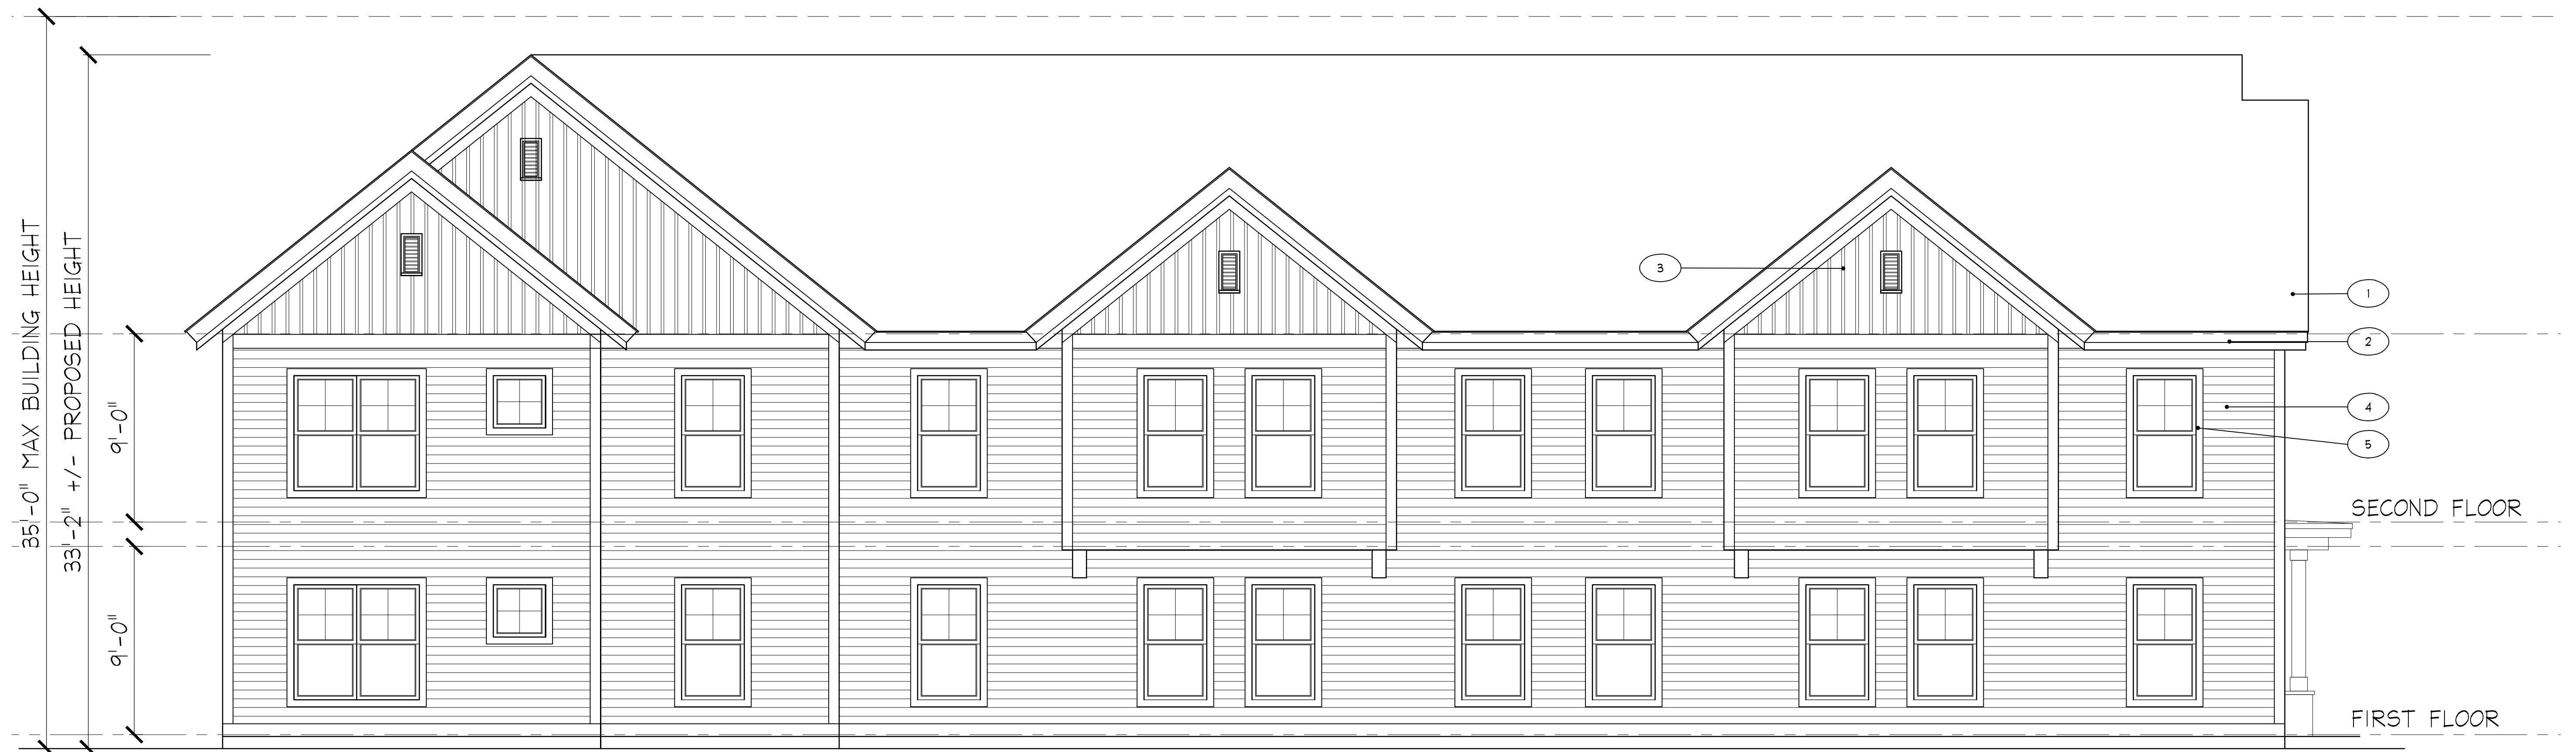 35'-0" MAX BUILDING HEIGHT
33'-2" +/- PROPOSED HEIGHT
9'-0"
9'-0"
3
1
2
4
5
SECOND FLOOR
FIRST FLOOR